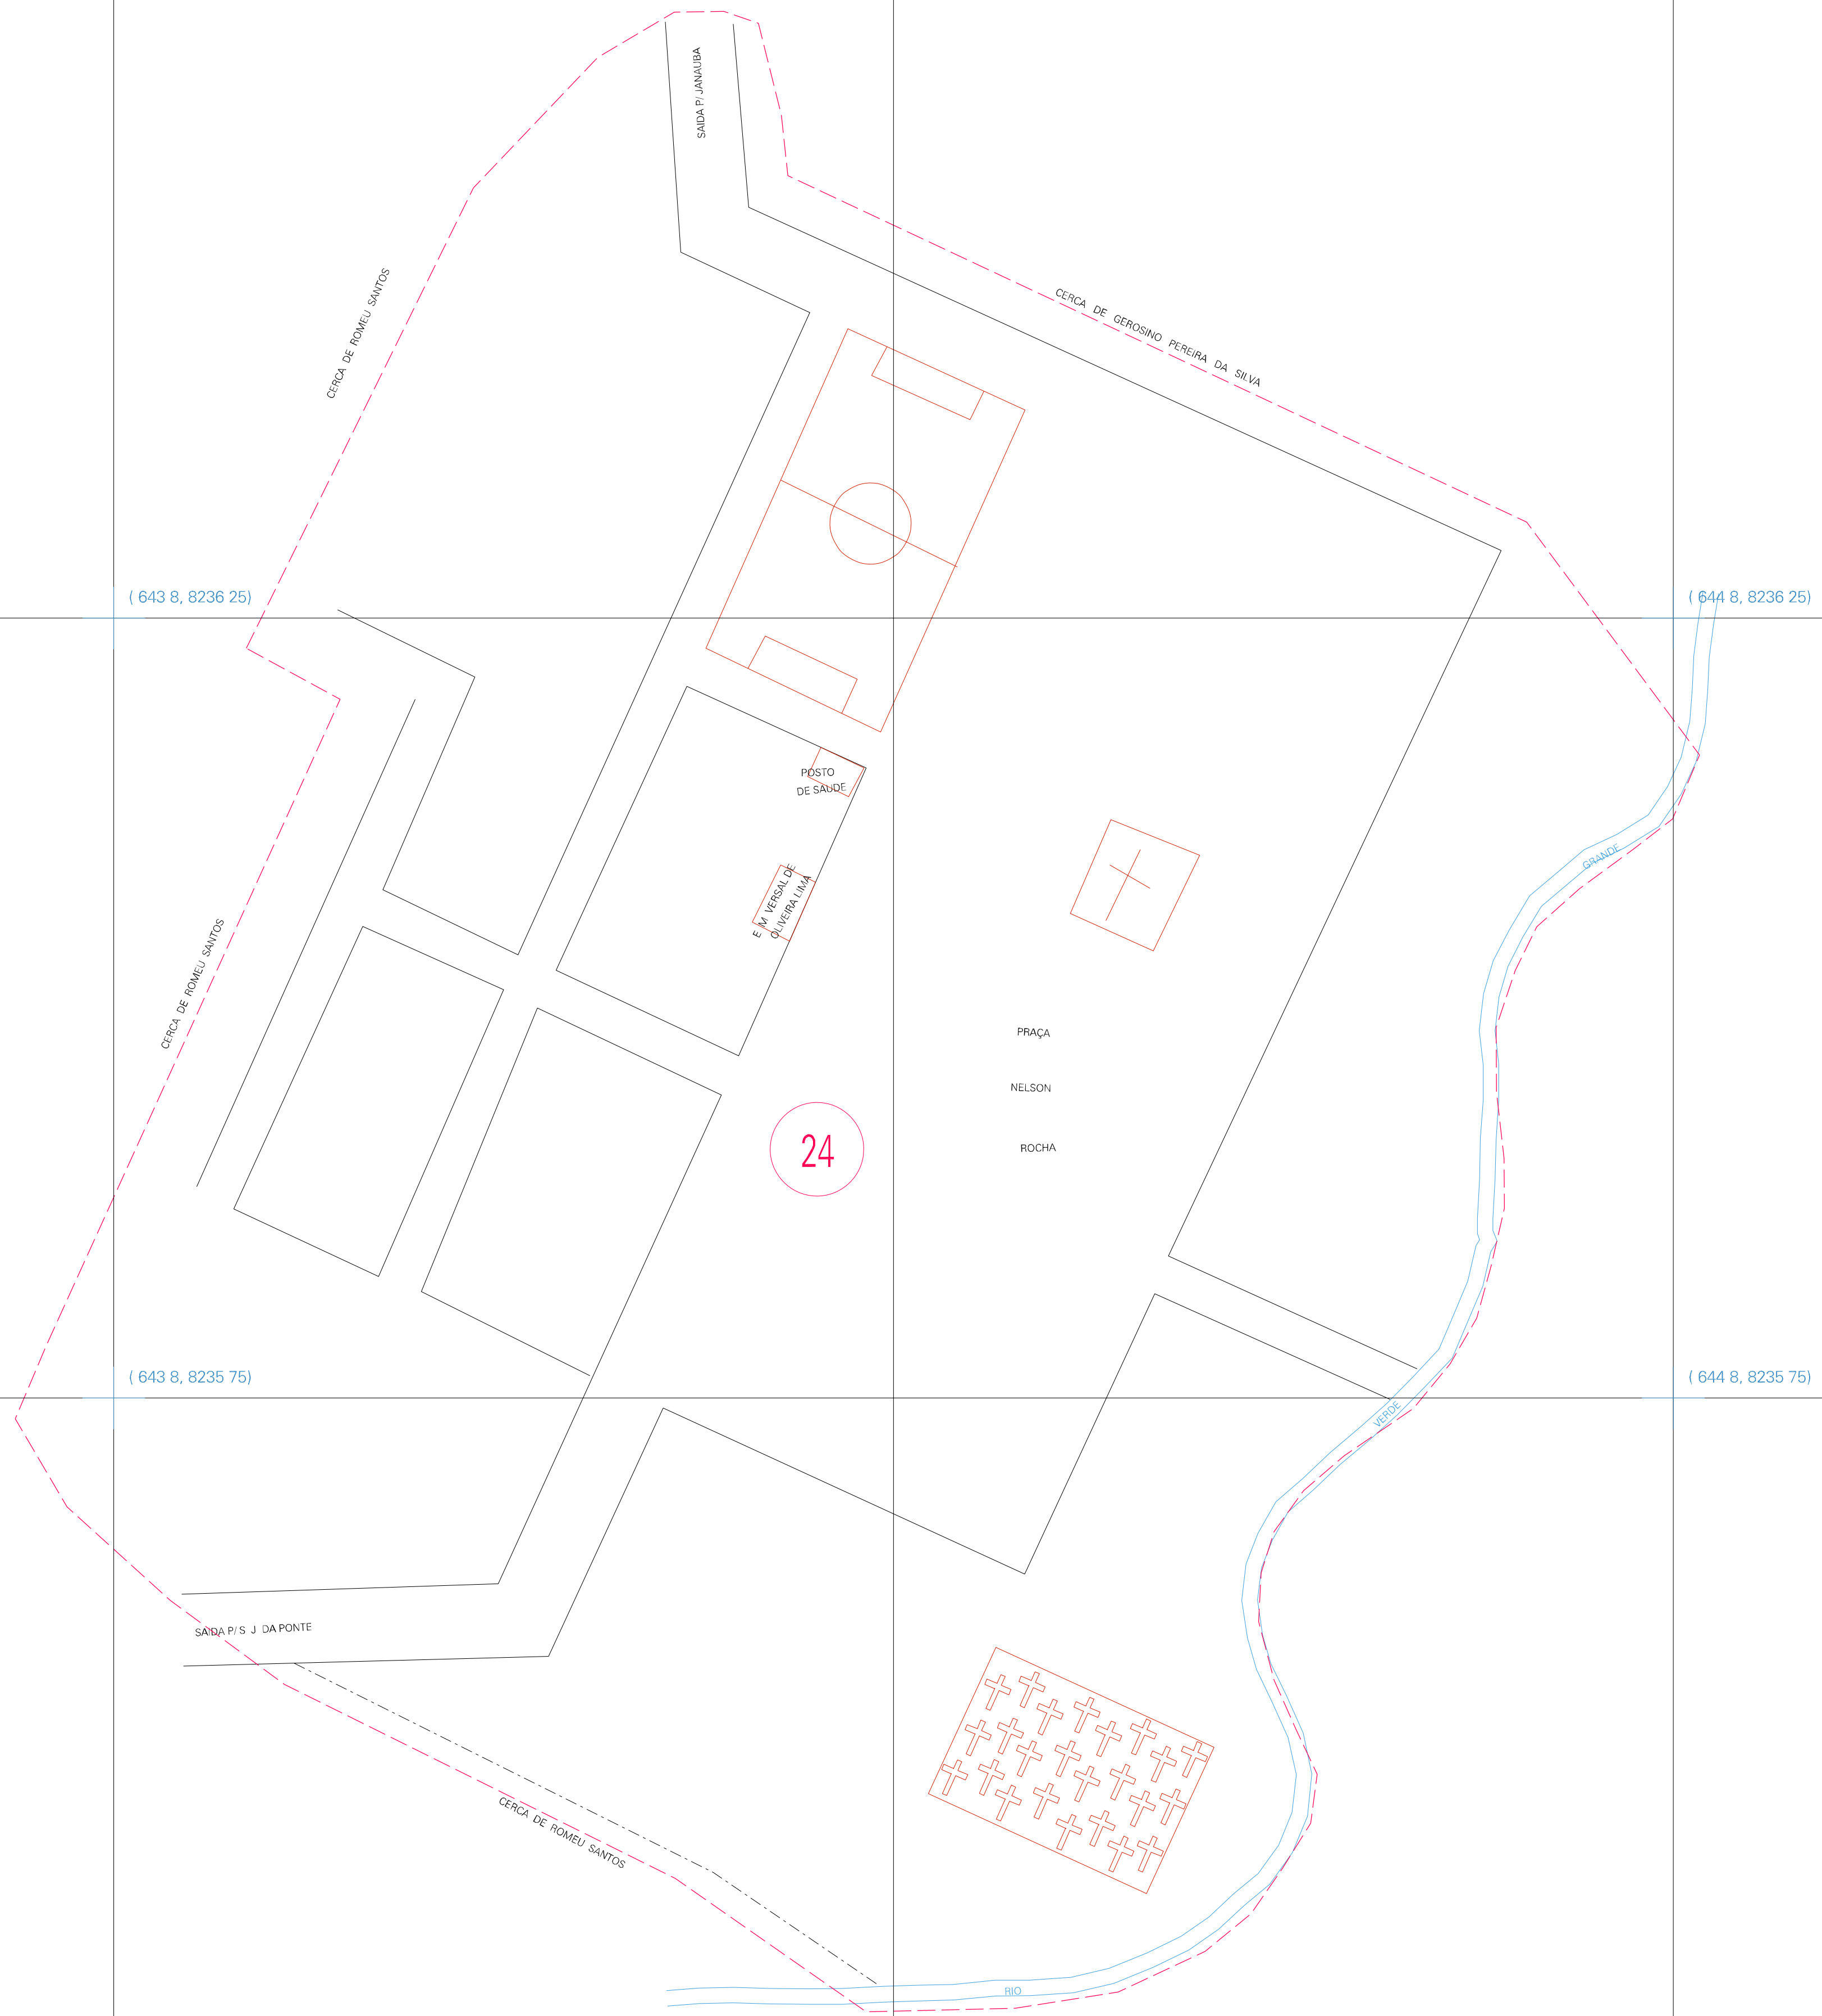 SAIDA P/ JANAUBA
CERCA DE ROMEU SANTOS
CERCA DE GEROSINO PEREIRA DA SILVA
( 643 8, 8236 25)
( 644 8, 8236 25)
POSTO
DE SAUDE
GRANDE
E M VERSAL DE
OLIVEIRA LIMA
CERCA DE ROMEU SANTOS
PRAÇA
NELSON
ROCHA
24
( 643 8, 8235 75)
( 644 8, 8235 75)
VERDE
SAIDA P/ S J DA PONTE
CERCA DE ROMEU SANTOS
RIO